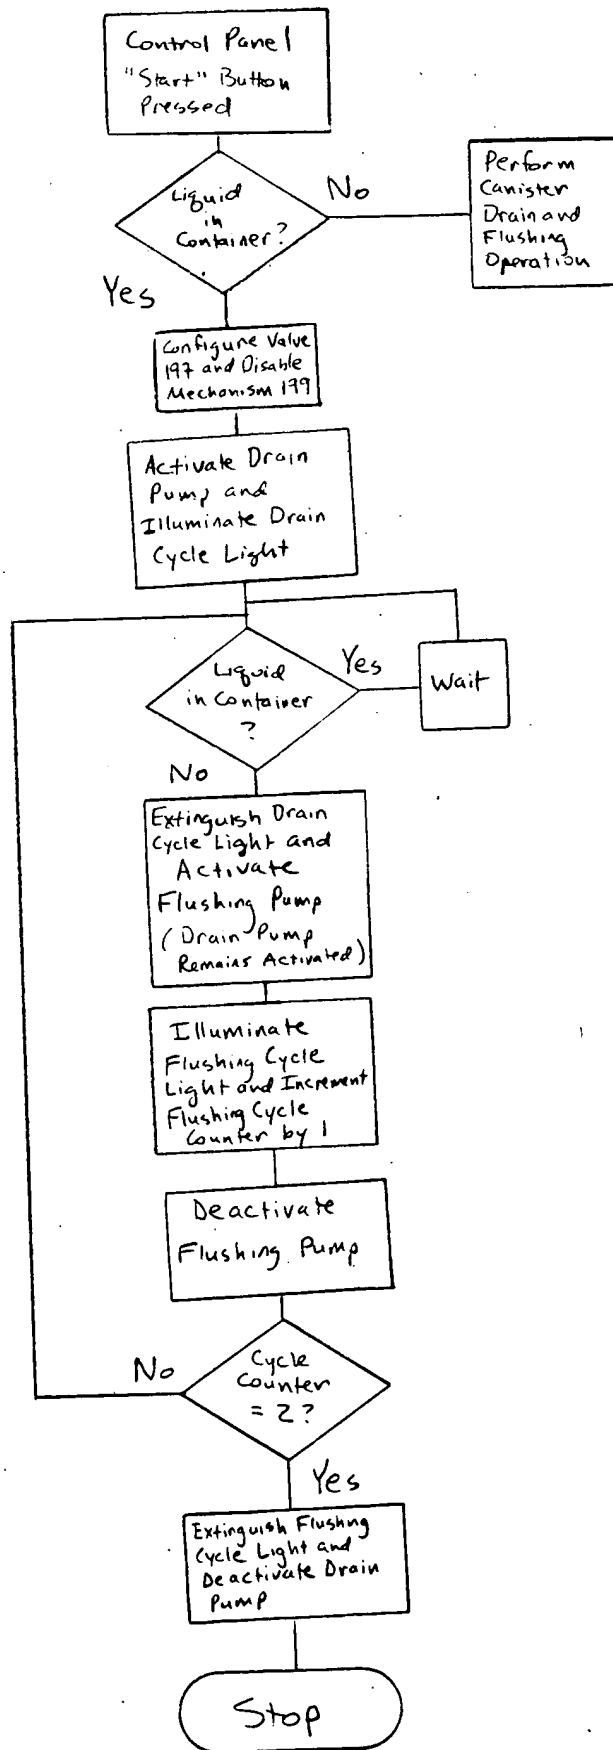 Control Panel
"Start" Button
Pressed
Liquid
in
Container?
No
Perform
Canister
Drain and
Flushing
Operation
Yes
Configure Value
197 and Disable
Mechanism 199
Activate Drain
Pump and
Illuminate Drain
Cycle Light
Liquid
in Container
?
Yes
Wait
No
Extinguish Drain
Cycle Light and
Activate
Flushing Pump
(Drain Pump
Remains Activated)
Illuminate
Flushing Cycle
Light and Increment
Flushing Cycle
Counter by 1
Deactivate
Flushing Pump
No
Cycle
Counter
= 2?
Yes
Extinguish Flushng
Cycle Light and
Deactivate Drain
Pump
Stop